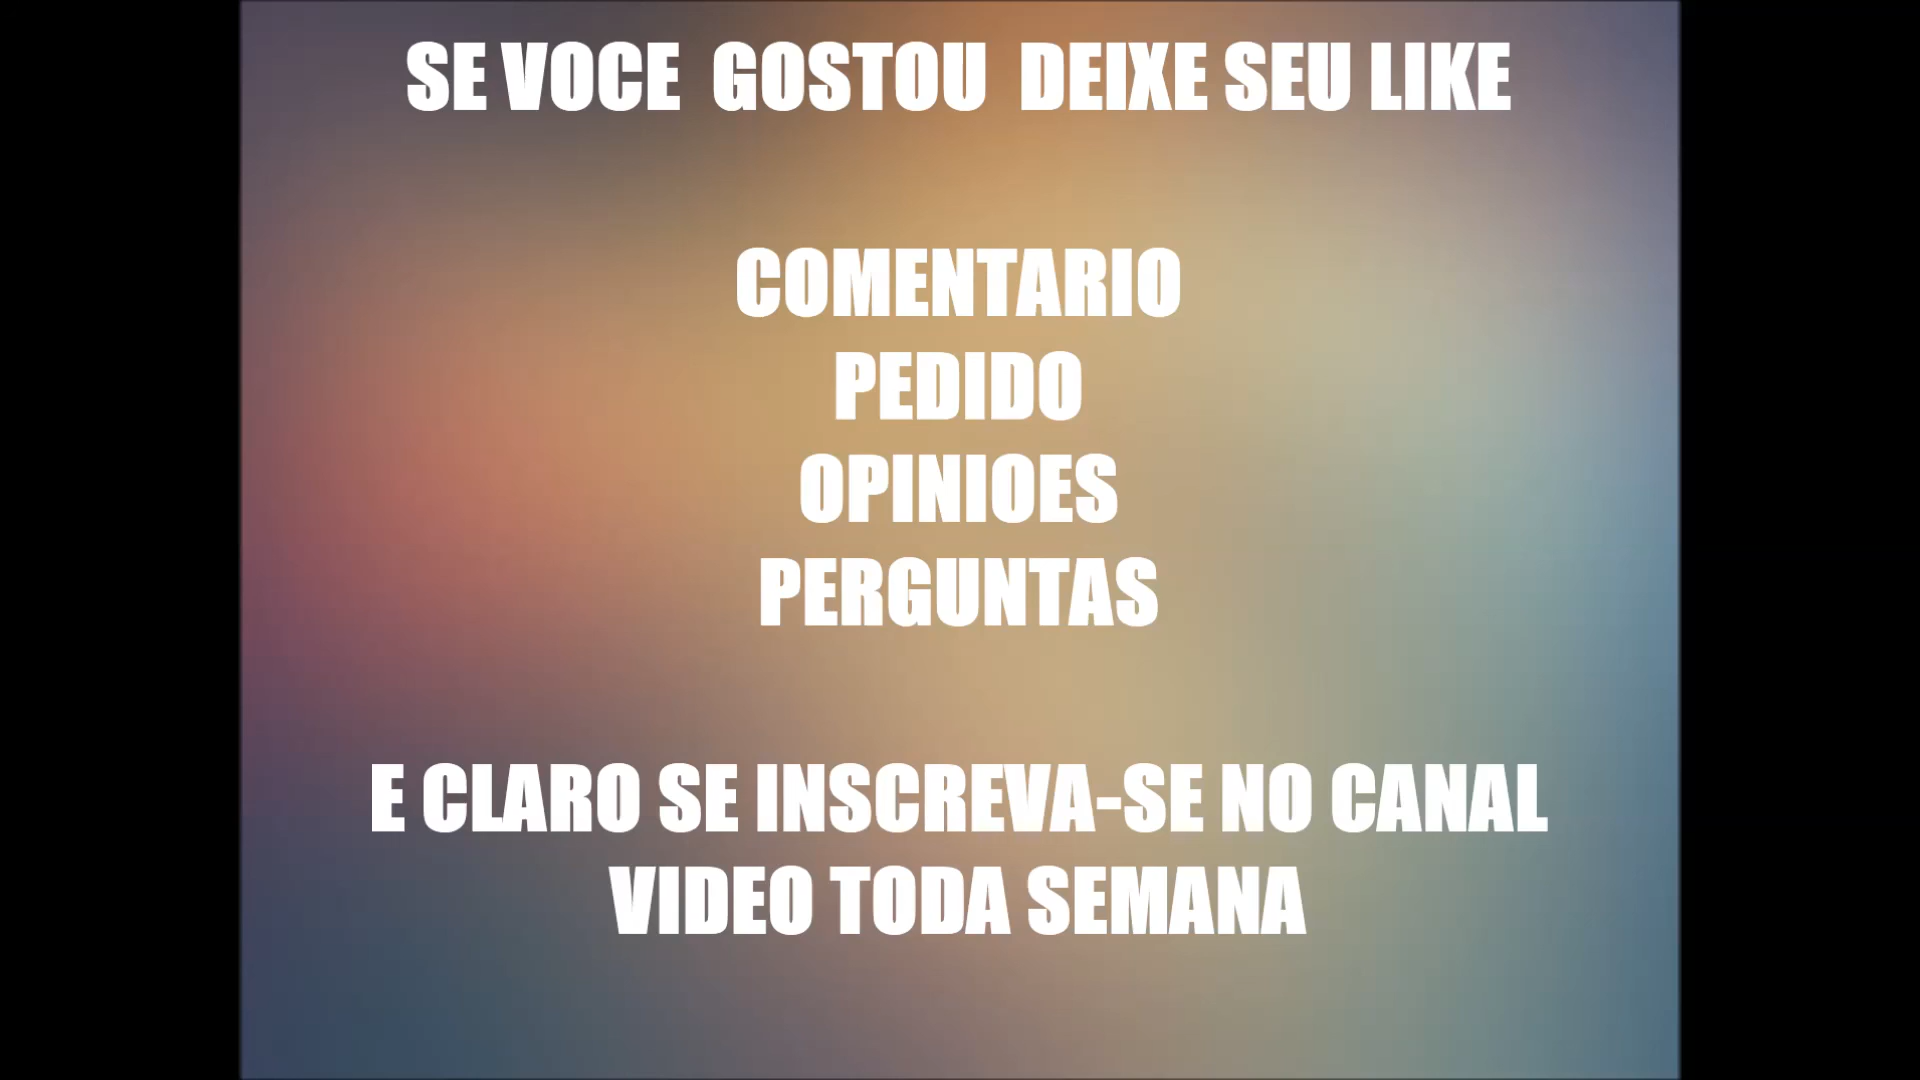 SE VOCE GOSTOU DEIXE SEU LIKE
COMENTARIO
PEDIDO
OPINIOES
PERGUNTAS
E CLARO SE INSCREVA-SE NO CANAL
VIDEO TODA SEMANA